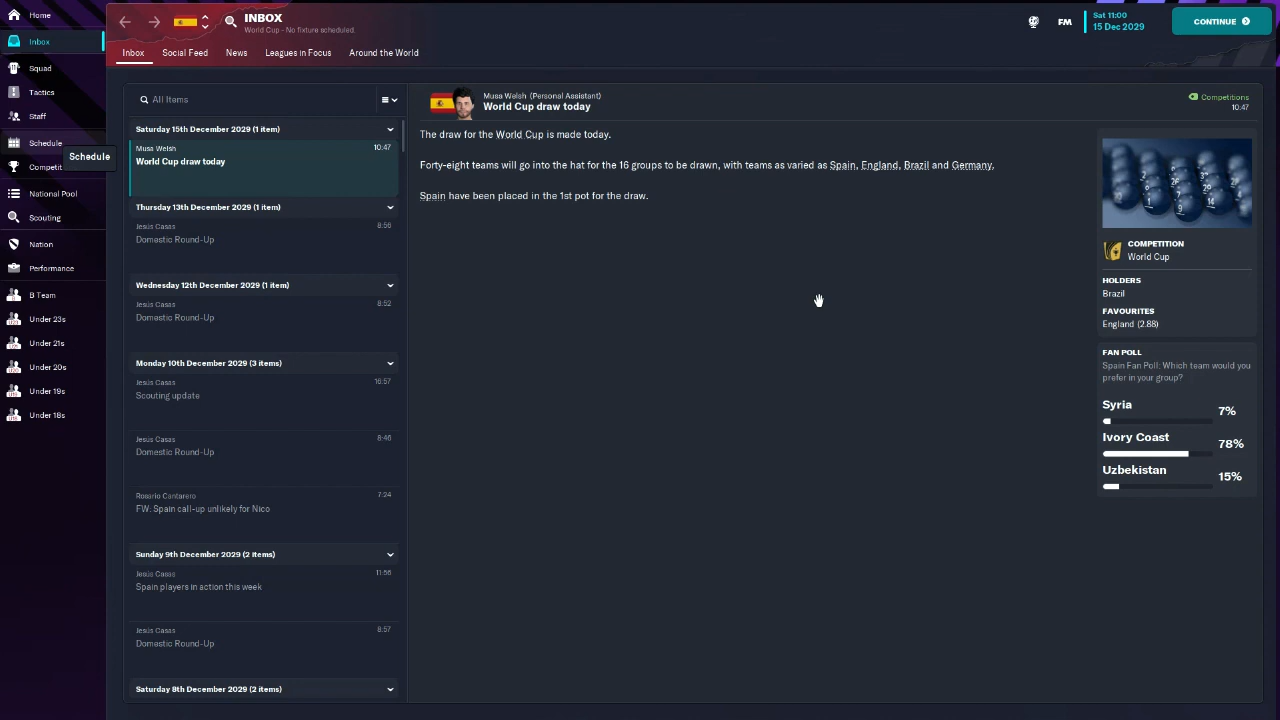 Home
Inbox
Squad
Tactics
Staff
Schedule
Schedule
Competit
National Pool
Scouting
Nation
Performance
B Team
Under 23s
Under 21s
Under 20s
Under 19s
Under 18s
INBOX
World Cup - No fixture scheduled.
FM
Sat 11:00
15 Dec 2029
CONTINUE
Inbox Social Feed News Leagues in Focus Around the World
All Items
Saturday 15th December 2029 (1 item)
Musa Welsh 10:47
World Cup draw today
Thursday 13th December 2029 (1 item)
Jesús Casas 8:56
Domestic Round-Up
Wednesday 12th December 2029 (1 item)
Jesús Casas 8:52
Domestic Round-Up
Monday 10th December 2029 (3 items)
Jesús Casas 16:57
Scouting update
Jesús Casas 8:46
Domestic Round-Up
Rosario Cantarero 7:24
FW: Spain call-up unlikely for Nico
Sunday 9th December 2029 (2 items)
Jesús Casas 11:56
Spain players in action this week
Jesús Casas 8:57
Domestic Round-Up
Saturday 8th December 2029 (2 items)
Musa Welsh (Personal Assistant)
World Cup draw today
Competitions
10:47
The draw for the World Cup is made today.
Forty-eight teams will go into the hat for the 16 groups to be drawn, with teams as varied as Spain, England, Brazil and Germany.
Spain have been placed in the 1st pot for the draw.
COMPETITION
World Cup
HOLDERS
Brazil
FAVOURITES
England (2.88)
FAN POLL
Spain Fan Poll: Which team would you
prefer in your group?
Syria 7%
Ivory Coast 78%
Uzbekistan 15%